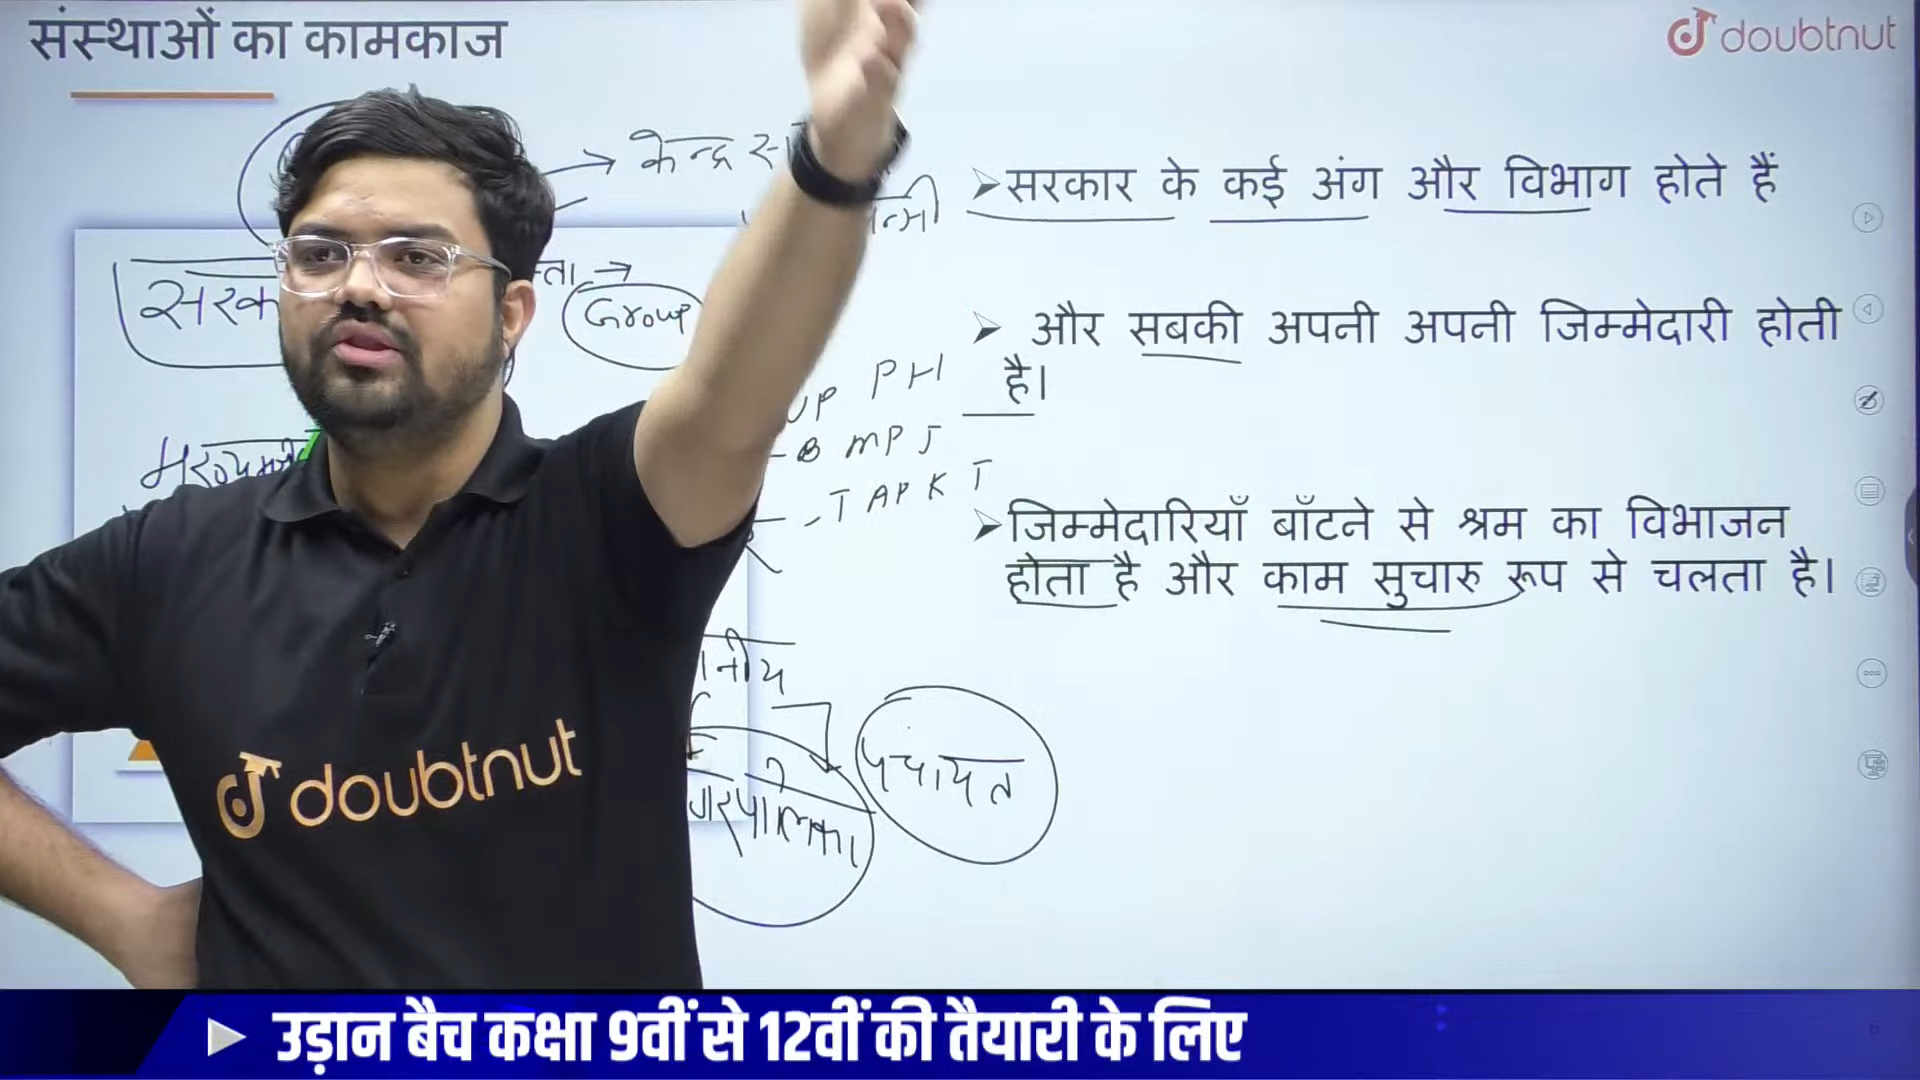 संस्थाओं का कामकाज
doubtnut
केन्द्र
➢सरकार के कई अंग और विभाग होते हैं
Group
➢ और सबकी अपनी अपनी जिम्मेदारी होती
है।
UP PH
B MP J
T AP K T
➢जिम्मेदारियाँ बाँटने से श्रम का विभाजन
होता है और काम सुचारु रूप से चलता है।
पंचायत
doubtnut
उड़ान बैच कक्षा 9वीं से 12वीं की तैयारी के लिए